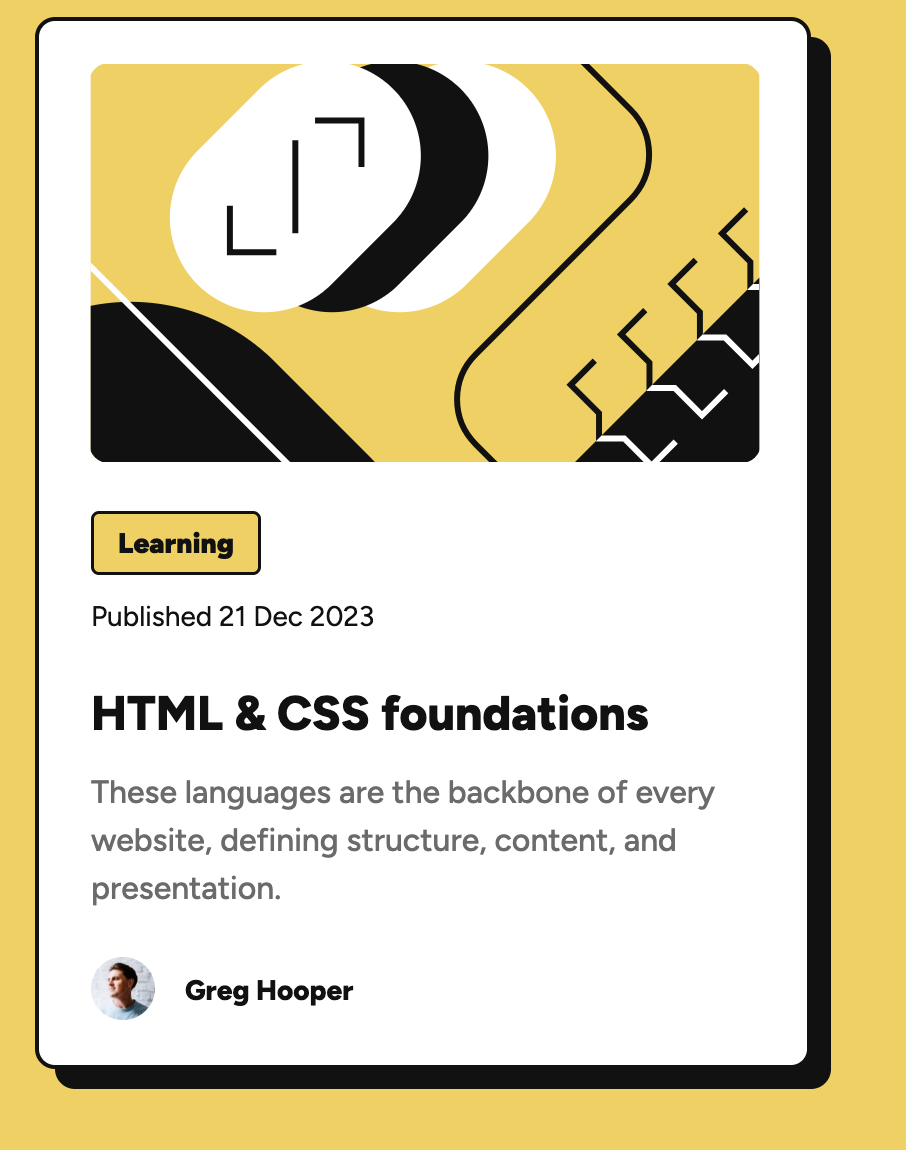 Learning
Published 21 Dec 2023
HTML & CSS foundations
These languages are the backbone of every
website, defining structure, content, and
presentation.
Greg Hooper